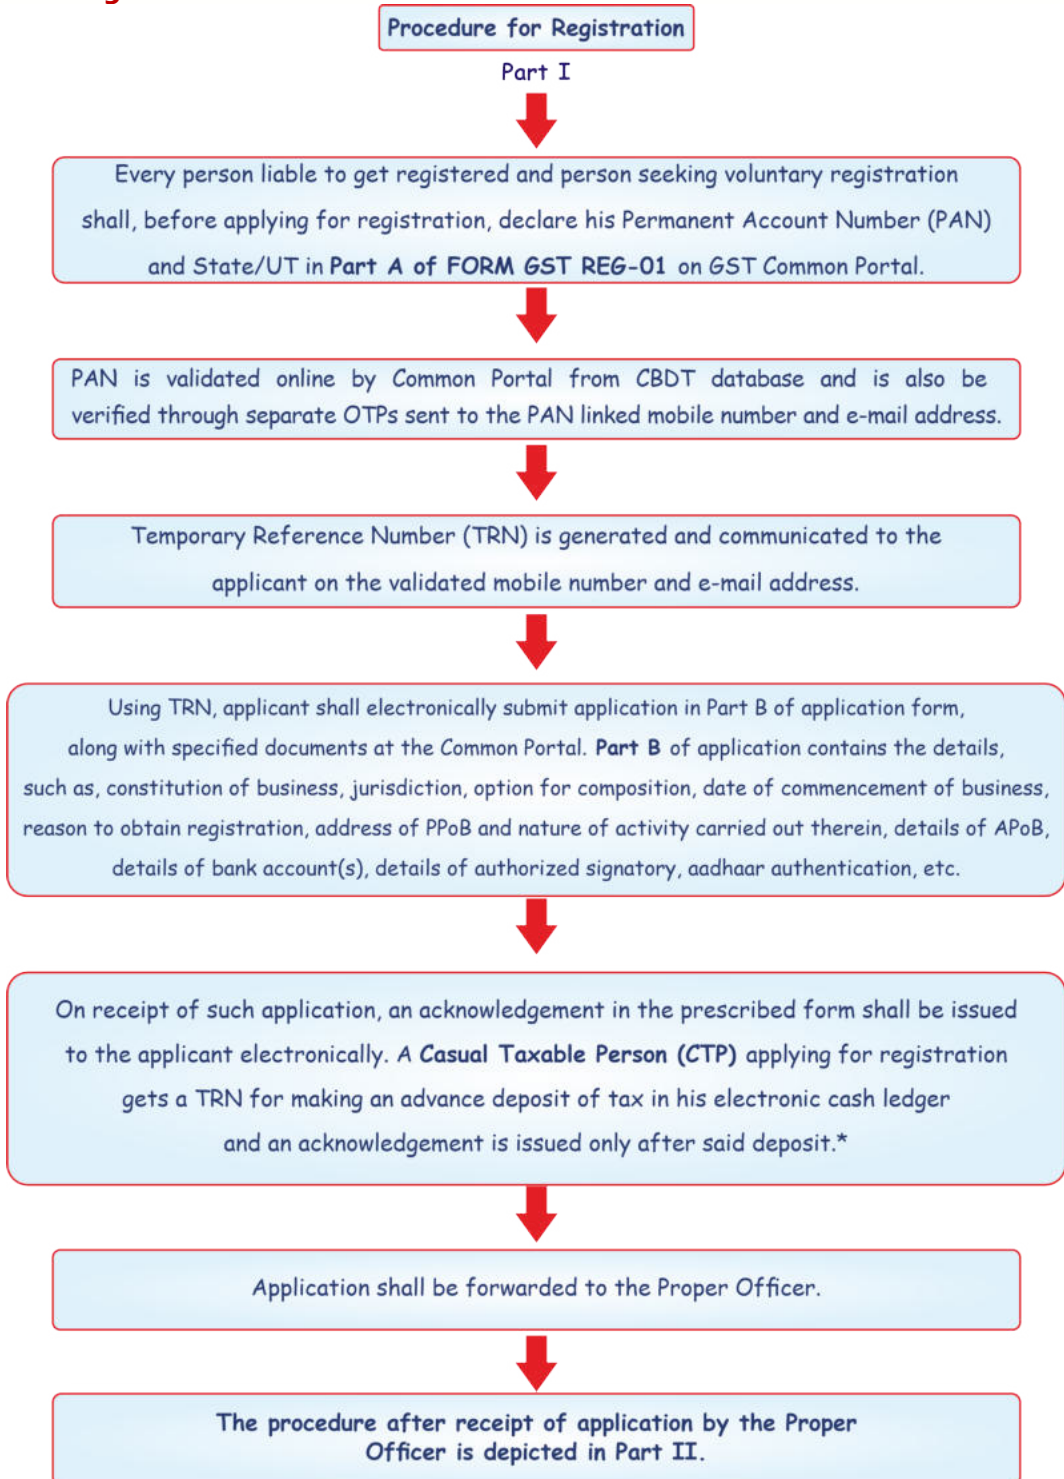 Procedure for Registration
Part I
Every person liable to get registered and person seeking voluntary registration
shall, before applying for registration, declare his Permanent Account Number (PAN)
and State/UT in Part A of FORM GST REG-01 on GST Common Portal.
PAN is validated online by Common Portal from CBDT database and is also be
verified through separate OTPs sent to the PAN linked mobile number and e-mail address.
Temporary Reference Number (TRN) is generated and communicated to the
applicant on the validated mobile number and e-mail address.
Using TRN, applicant shall electronically submit application in Part B of application form,
along with specified documents at the Common Portal. Part B of application contains the details,
such as, constitution of business, jurisdiction, option for composition, date of commencement of business,
reason to obtain registration, address of PPoB and nature of activity carried out therein, details of APoB,
details of bank account(s), details of authorized signatory, aadhaar authentication, etc.
On receipt of such application, an acknowledgement in the prescribed form shall be issued
to the applicant electronically. A Casual Taxable Person (CTP) applying for registration
gets a TRN for making an advance deposit of tax in his electronic cash ledger
and an acknowledgement is issued only after said deposit.*
Application shall be forwarded to the Proper Officer.
The procedure after receipt of application by the Proper
Officer is depicted in Part II.